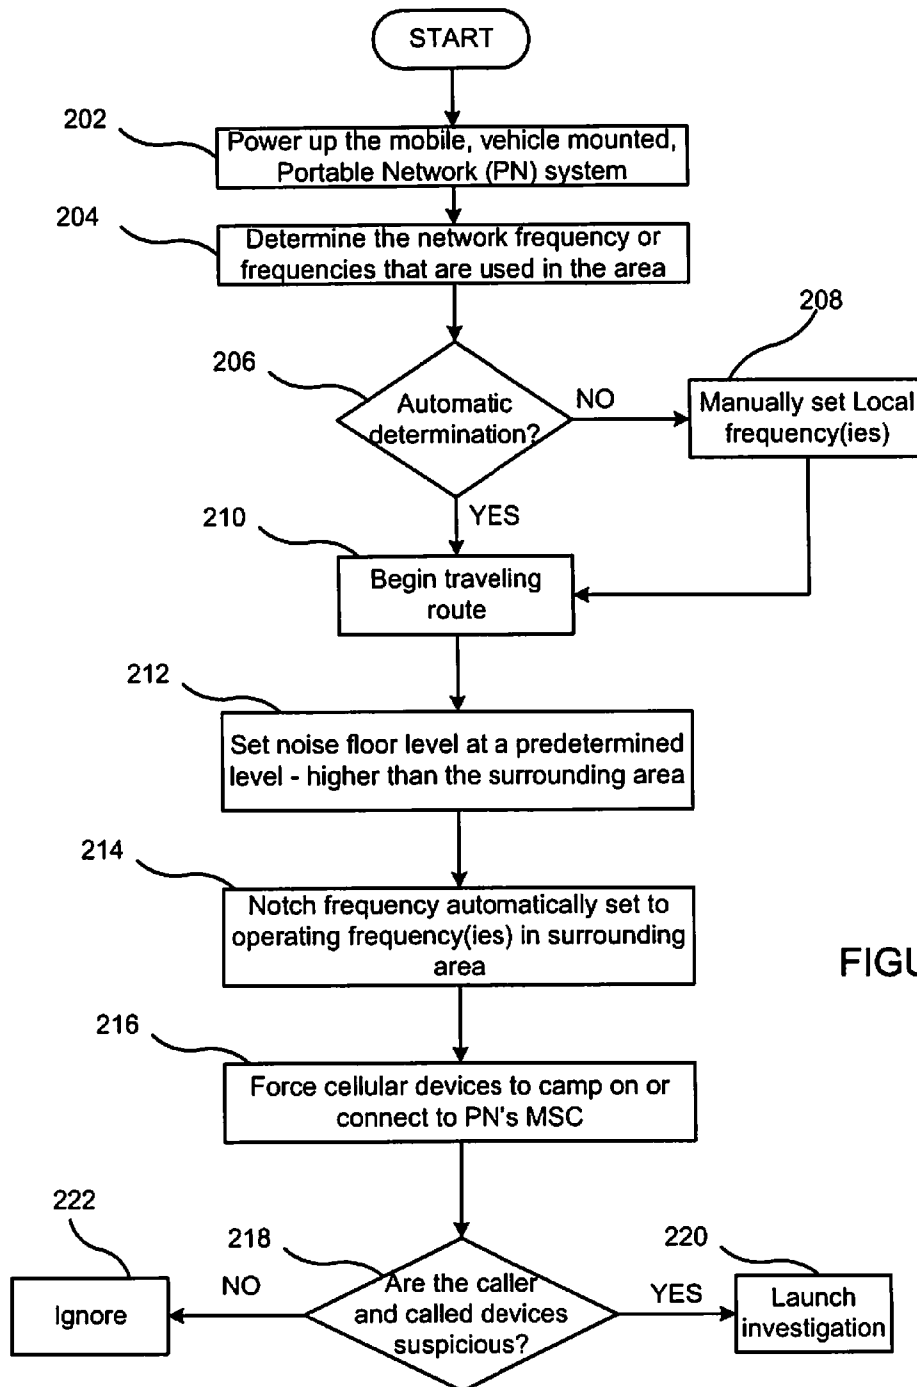 START
202
Power up the mobile, vehicle mounted,
Portable Network (PN) system
204
Determine the network frequency or
frequencies that are used in the area
208
206
Automatic
determination?
NO
Manually set Local
frequency(ies)
YES
210
Begin traveling
route
212
Set noise floor level at a predetermined
level - higher than the surrounding area
214
Notch frequency automatically set to
operating frequency(ies) in surrounding
area
FIGU
216
Force cellular devices to camp on or
connect to PN's MSC
222
218
220
Ignore
NO
Are the caller
and called devices
suspicious?
YES
Launch
investigation